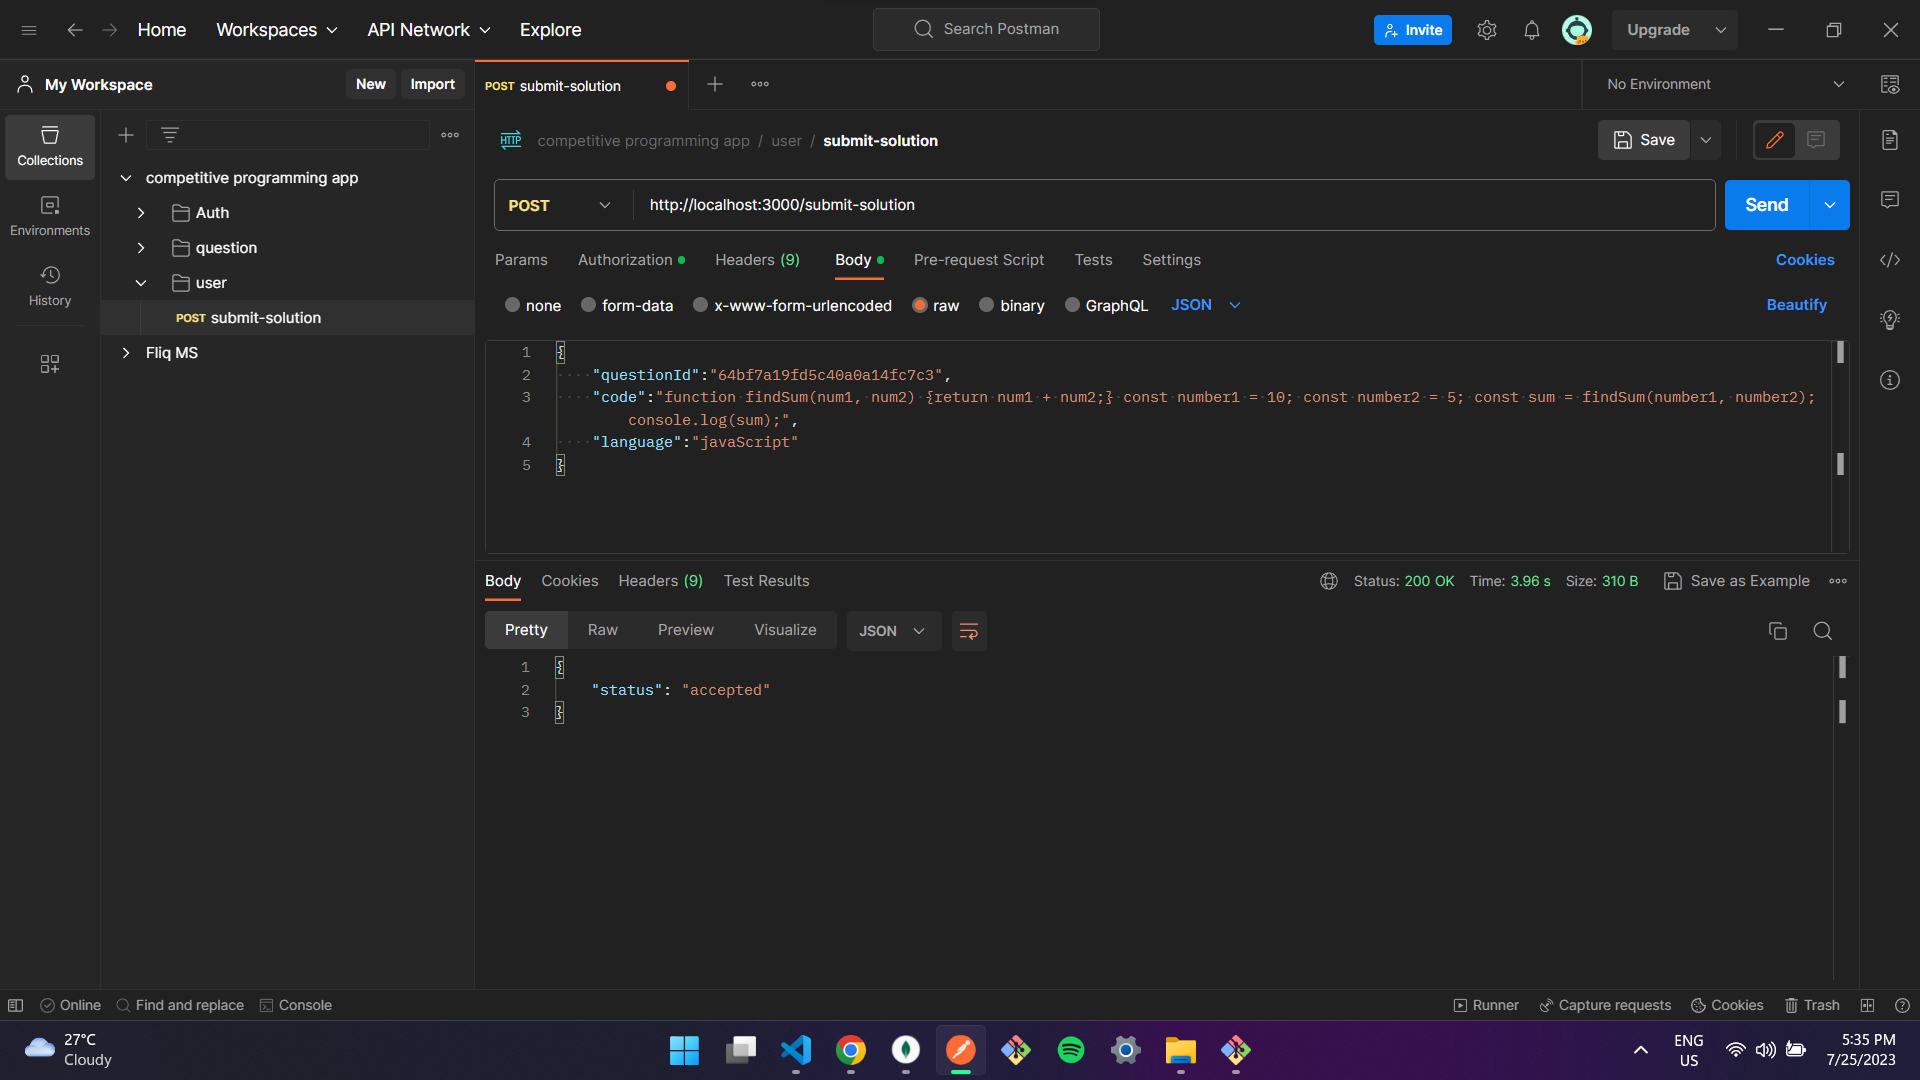 Home
Workspaces
API Network
Explore
Search Postman
Invite
Upgrade
My Workspace
New
Import
POST submit-solution
No Environment
Collections
Environments
History
competitive programming app
Auth
question
user
POST submit-solution
Fliq MS
HTTP
competitive programming app / user / submit-solution
Save
POST
http://localhost:3000/submit-solution
Send
Params
Authorization
Headers (9)
Body
Pre-request Script
Tests
Settings
Cookies
none
form-data
x-www-form-urlencoded
raw
binary
GraphQL
JSON
Beautify
1 {
2 "questionId":"64bf7a19fd5c40a0a14fc7c3",
3 "code":"function findSum(num1, num2) {return num1 + num2;} const number1 = 10; const number2 = 5; const sum = findSum(number1, number2);
console.log(sum);",
4 "language":"javaScript"
5 }
Body
Cookies
Headers (9)
Test Results
Status: 200 OK
Time: 3.96 s
Size: 310 B
Save as Example
Pretty
Raw
Preview
Visualize
JSON
1 {
2 "status": "accepted"
3 }
Online
Find and replace
Console
Runner
Capture requests
Cookies
Trash
27°C
Cloudy
ENG
US
5:35 PM
7/25/2023